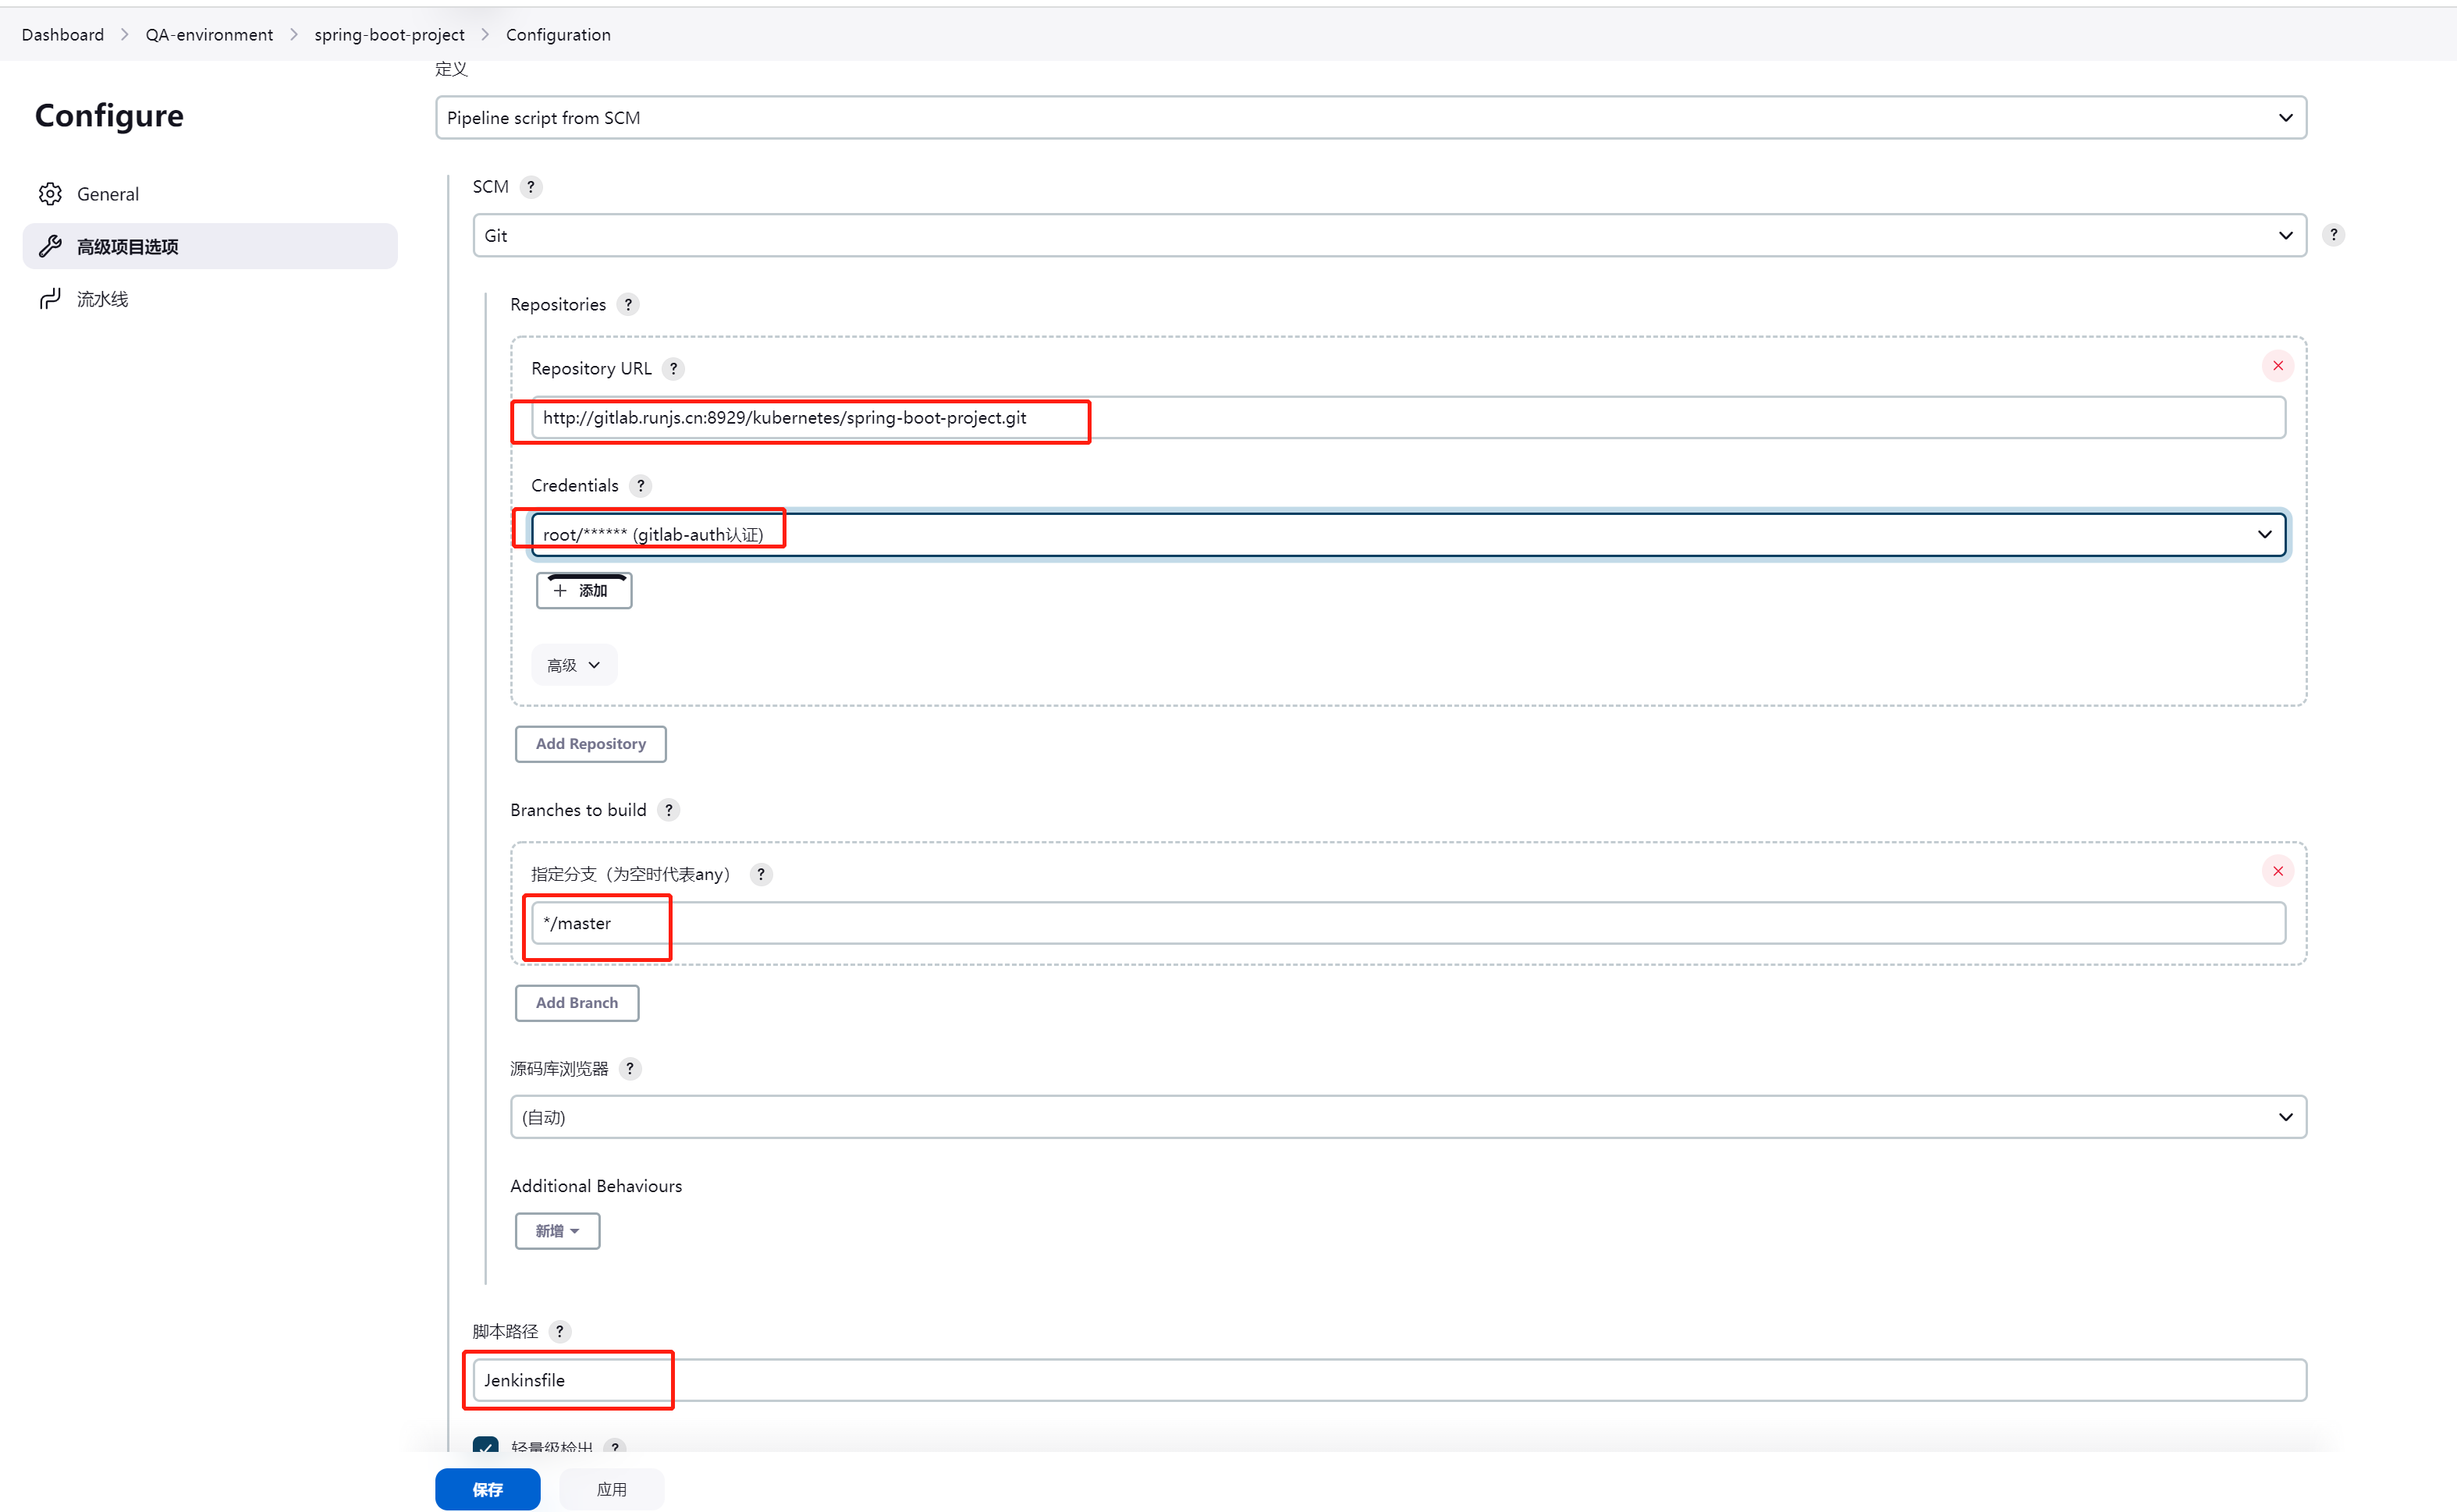 Dashboard > QA-environment > spring-boot-project > Configuration
Configure
General
高级项目选项
流水线
定义
Pipeline script from SCM
SCM ?
Git
?
Repositories ?
Repository URL ?
http://gitlab.runjs.cn:8929/kubernetes/spring-boot-project.git
Credentials ?
root/****** (gitlab-auth认证)
+ 添加
高级
Add Repository
Branches to build ?
指定分支（为空时代表any） ?
*/master
Add Branch
源码库浏览器 ?
(自动)
Additional Behaviours
新增
脚本路径 ?
Jenkinsfile
轻量级检出 ?
保存
应用